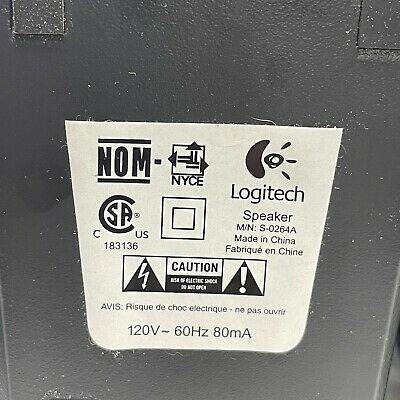 NOM-
NYCE
Logitech
Speaker
M/N: S-0264A
Made in China
Fabriqué en Chine
C SA US
183136
CAUTION
RISK OF ELECTRIC SHOCK
DO NOT OPEN
AVIS: Risque de choc electrique - ne pas ouvrir
120V~ 60Hz 80mA